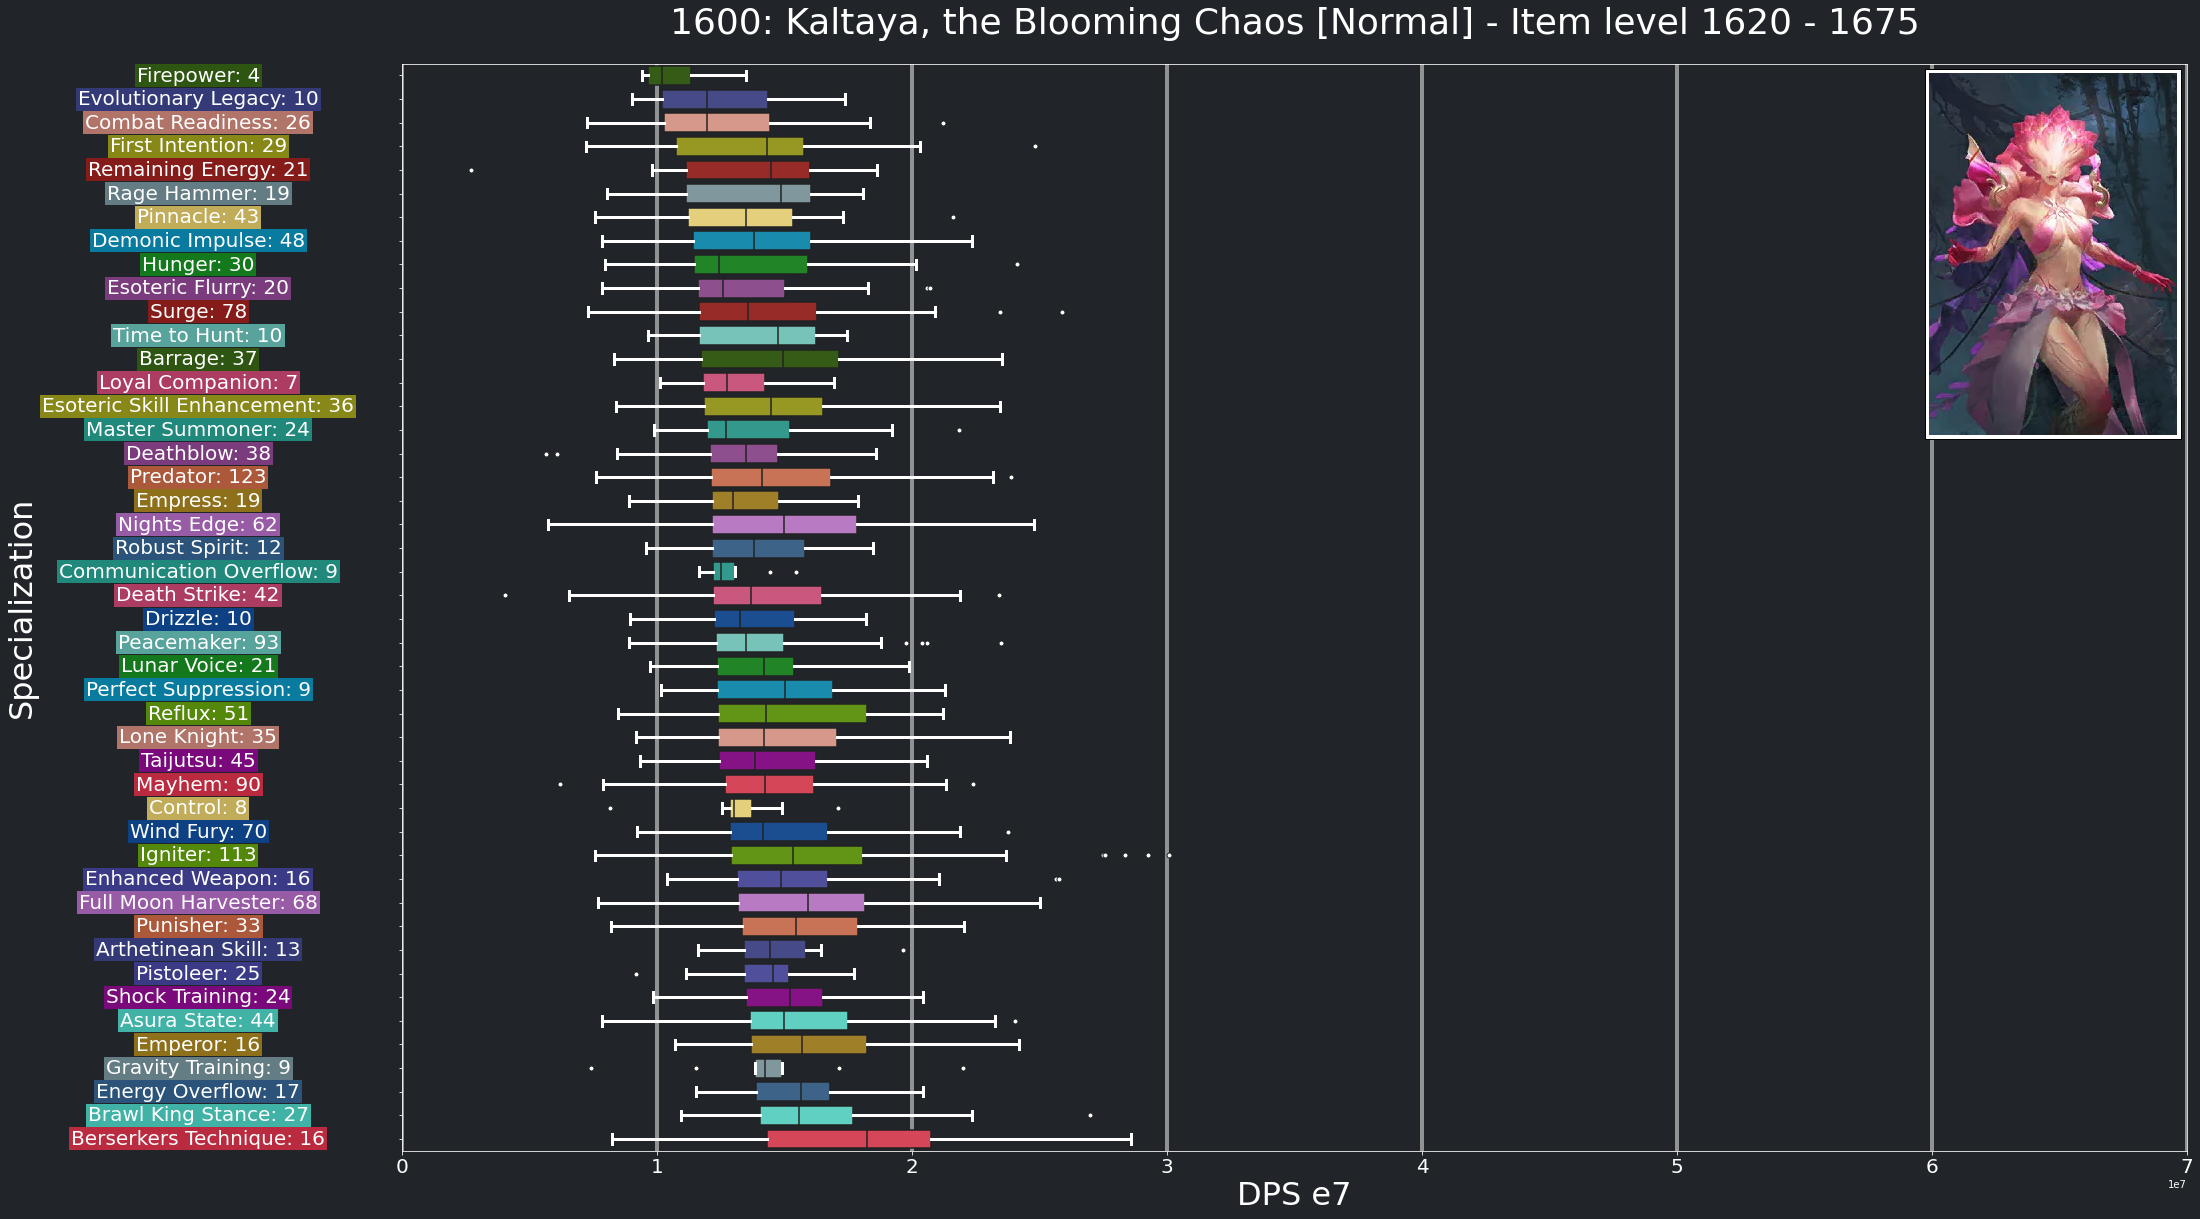 1600: Kaltaya, the Blooming Chaos [Normal] - Item level 1620 - 1675
Specialization
Firepower: 4
Evolutionary Legacy: 10
Combat Readiness: 26
First Intention: 29
Remaining Energy: 21
Rage Hammer: 19
Pinnacle: 43
Demonic Impulse: 48
Hunger: 30
Esoteric Flurry: 20
Surge: 78
Time to Hunt: 10
Barrage: 37
Loyal Companion: 7
Esoteric Skill Enhancement: 36
Master Summoner: 24
Deathblow: 38
Predator: 123
Empress: 19
Nights Edge: 62
Robust Spirit: 12
Communication Overflow: 9
Death Strike: 42
Drizzle: 10
Peacemaker: 93
Lunar Voice: 21
Perfect Suppression: 9
Reflux: 51
Lone Knight: 35
Taijutsu: 45
Mayhem: 90
Control: 8
Wind Fury: 70
Igniter: 113
Enhanced Weapon: 16
Full Moon Harvester: 68
Punisher: 33
Arthetinean Skill: 13
Pistoleer: 25
Shock Training: 24
Asura State: 44
Emperor: 16
Gravity Training: 9
Energy Overflow: 17
Brawl King Stance: 27
Berserkers Technique: 16
0 1 2 3 4 5 6 7
1e7
DPS e7